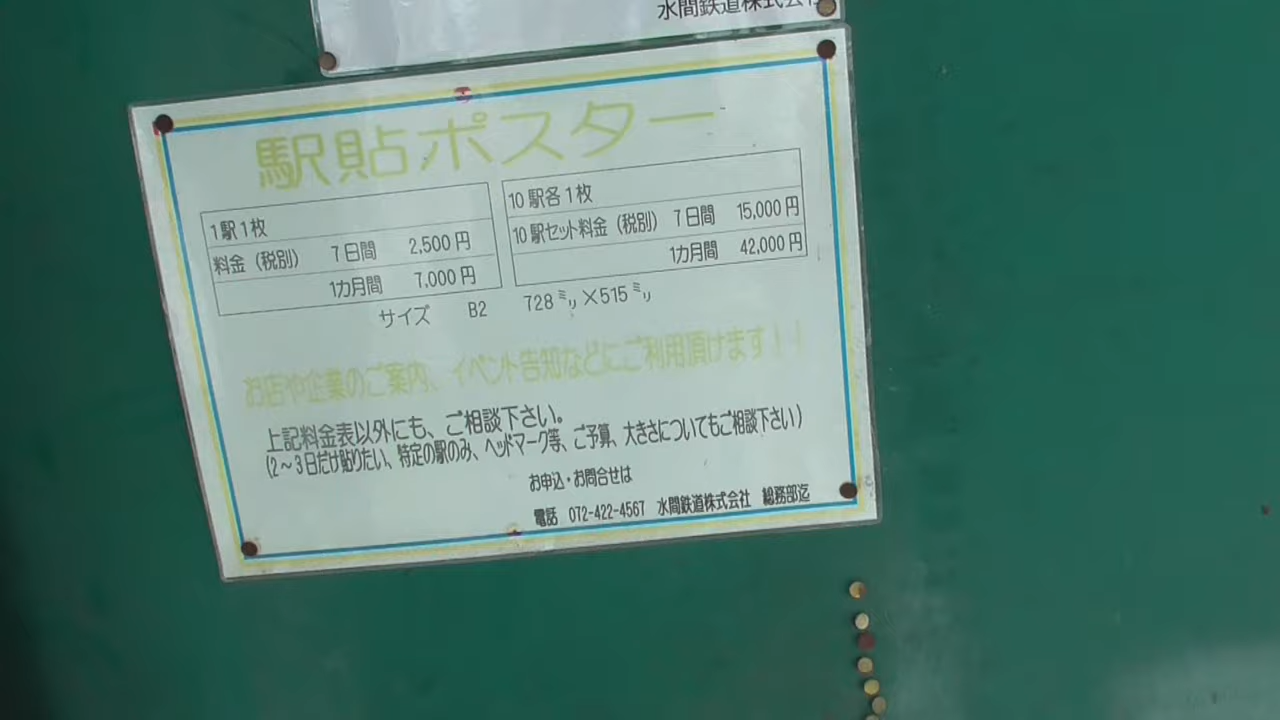 水間鉄道株式会社
駅貼ポスター
1駅1枚
料金（税別） 7日間 2,500円
1カ月間 7,000円
10駅各1枚
10駅セット料金（税別） 7日間 15,000円
1カ月間 42,000円
サイズ B2 728ミリ×515ミリ
お店や企業のご案内、イベント告知などにご利用頂けます！！
上記料金表以外にも、ご相談下さい。
（2～3日だけ貼りたい、特定の駅のみ、ヘッドマーク等、ご予算、大きさについてもご相談下さい）
お申込・お問合せは
電話 072-422-4567 水間鉄道株式会社 総務部迄